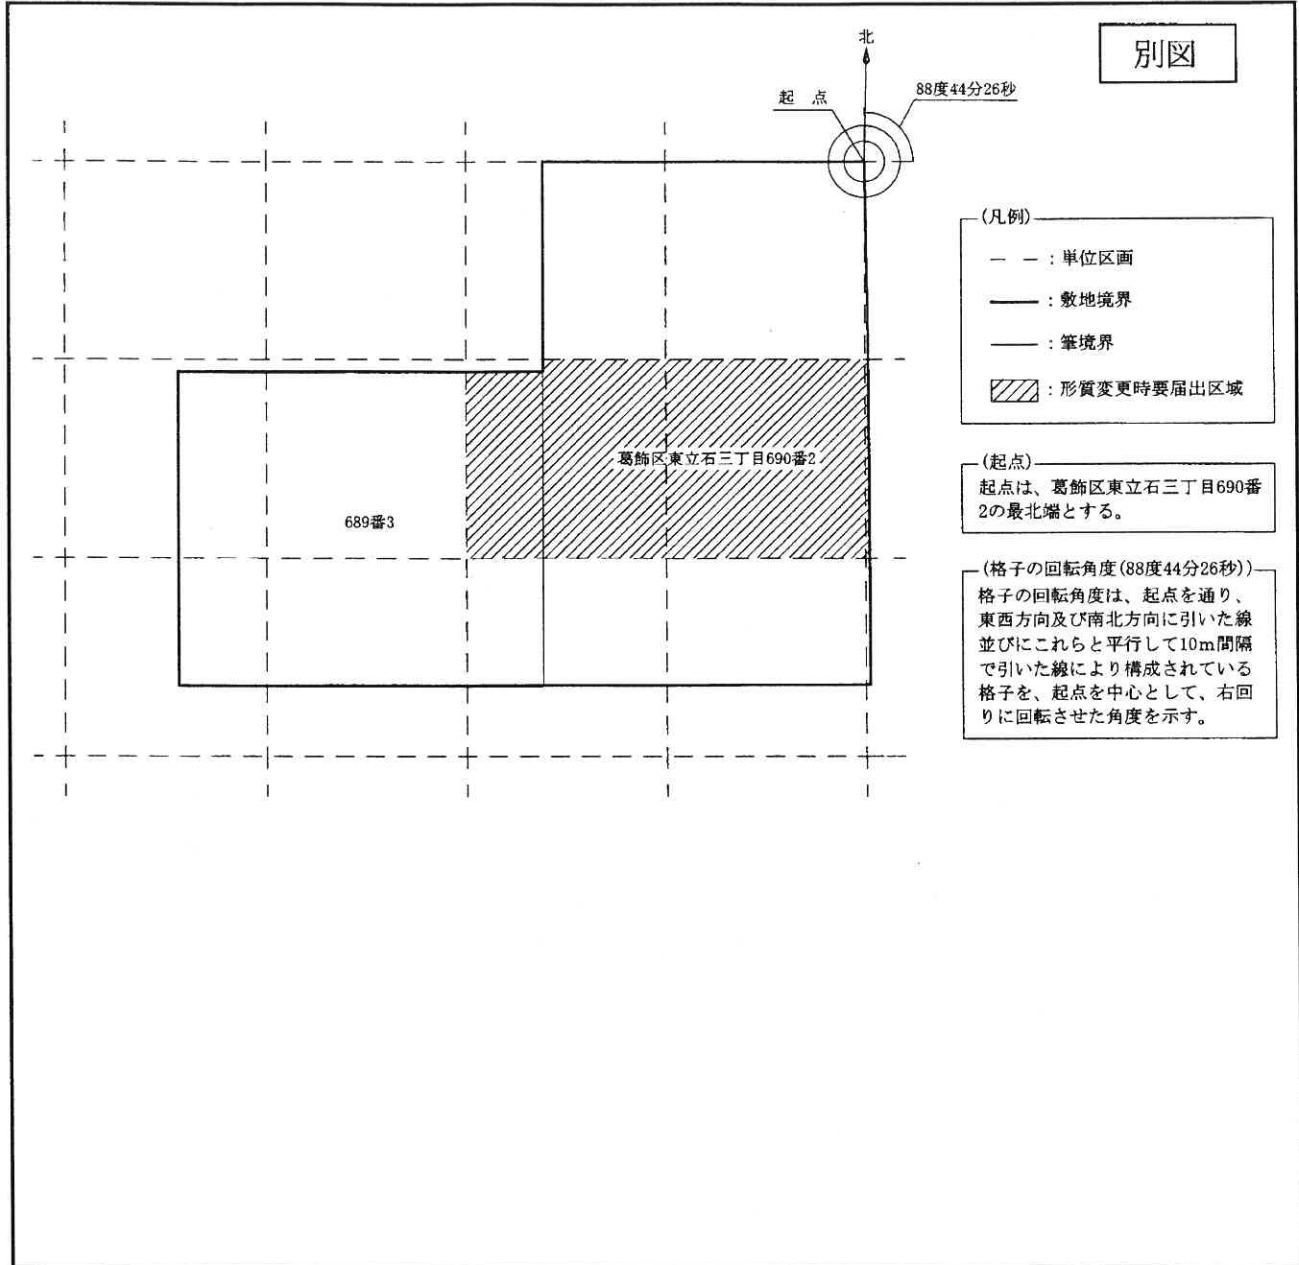 別図
北
起 点
88度44分26秒
(凡例)
: 単位区画
: 敷地境界
: 筆境界
: 形質変更時要届出区域
葛飾区東立石三丁目690番2
689番3
(起点)
起点は、葛飾区東立石三丁目690番
2の最北端とする。
(格子の回転角度(88度44分26秒))
格子の回転角度は、起点を通り、
東西方向及び南北方向に引いた線
並びにこれらと平行して10m間隔
で引いた線により構成されている
格子を、起点を中心として、右回
りに回転させた角度を示す。